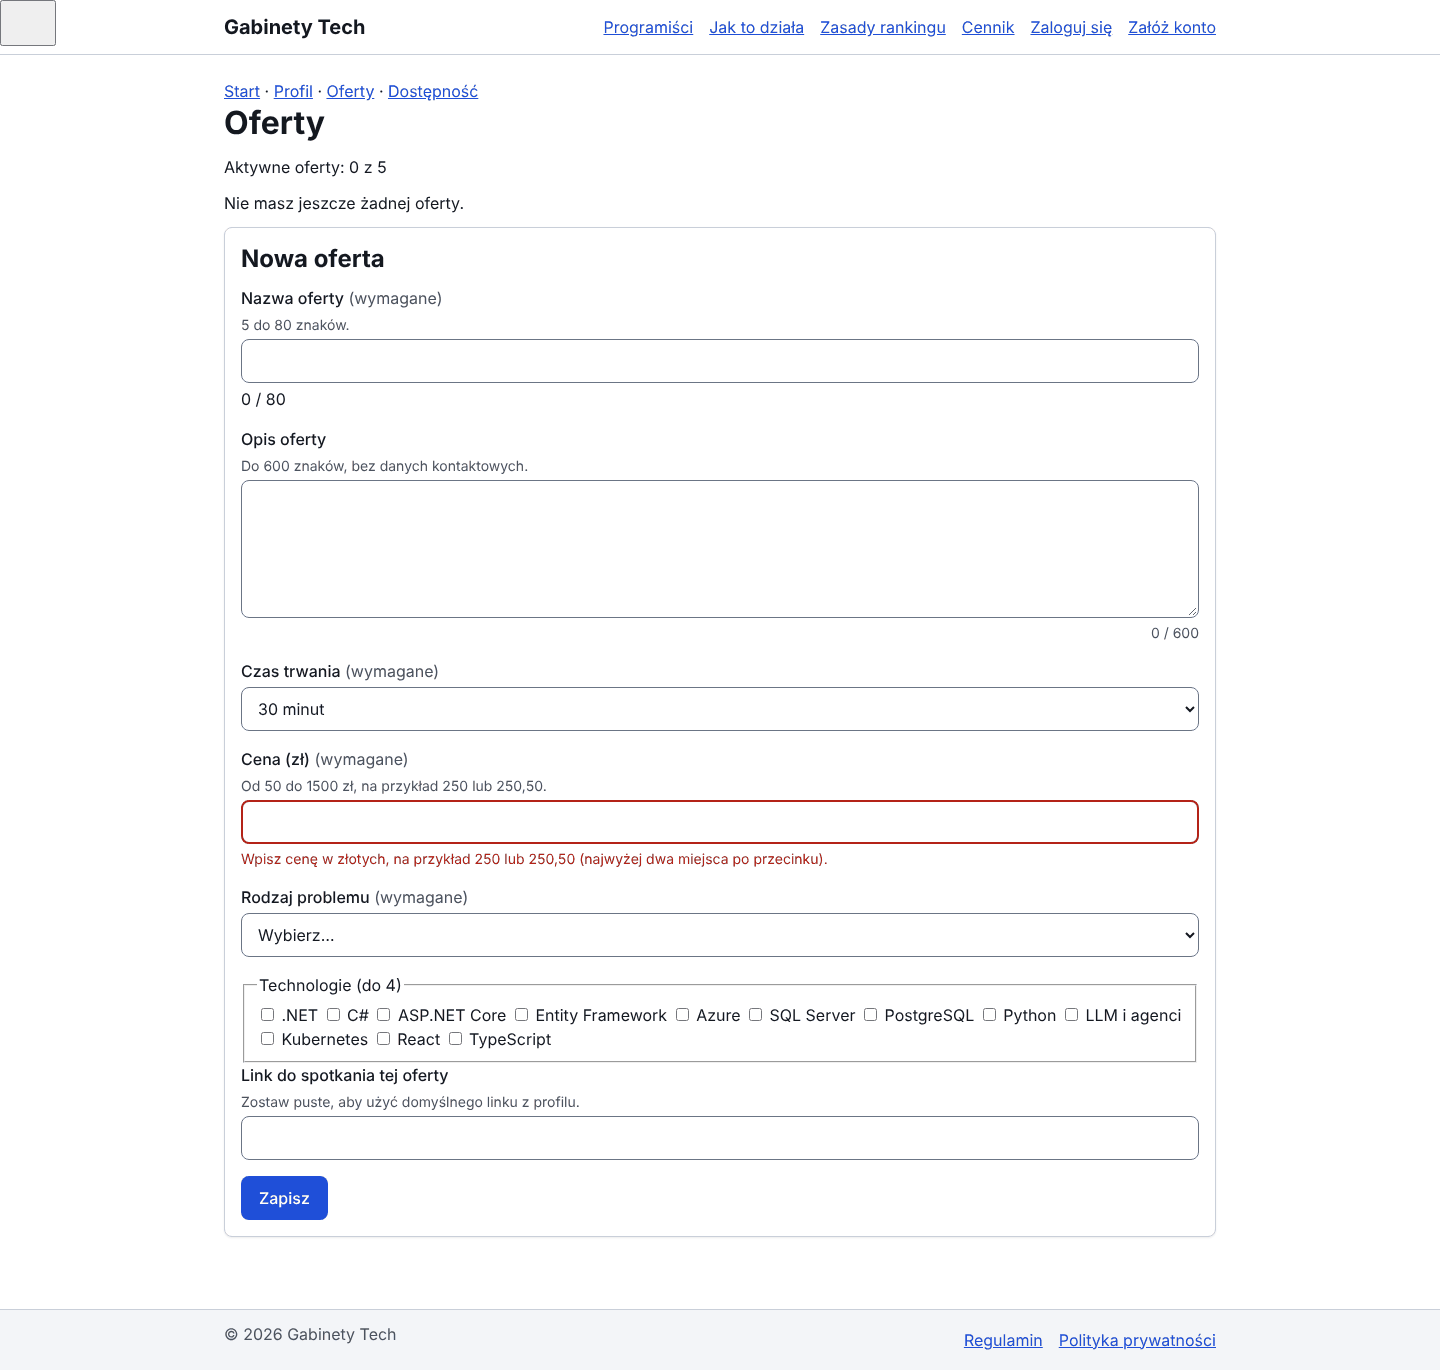 Gabinety Tech
Programiści Jak to działa Zasady rankingu Cennik Zaloguj się Załóż konto
Start · Profil · Oferty · Dostępność
Oferty
Aktywne oferty: 0 z 5
Nie masz jeszcze żadnej oferty.
Nowa oferta
Nazwa oferty (wymagane)
5 do 80 znaków.
0 / 80
Opis oferty
Do 600 znaków, bez danych kontaktowych.
0 / 600
Czas trwania (wymagane)
30 minut
Cena (zł) (wymagane)
Od 50 do 1500 zł, na przykład 250 lub 250,50.
Wpisz cenę w złotych, na przykład 250 lub 250,50 (najwyżej dwa miejsca po przecinku).
Rodzaj problemu (wymagane)
Wybierz...
Technologie (do 4)
.NET C# ASP.NET Core Entity Framework Azure SQL Server PostgreSQL Python LLM i agenci
Kubernetes React TypeScript
Link do spotkania tej oferty
Zostaw puste, aby użyć domyślnego linku z profilu.
Zapisz
© 2026 Gabinety Tech
Regulamin Polityka prywatności